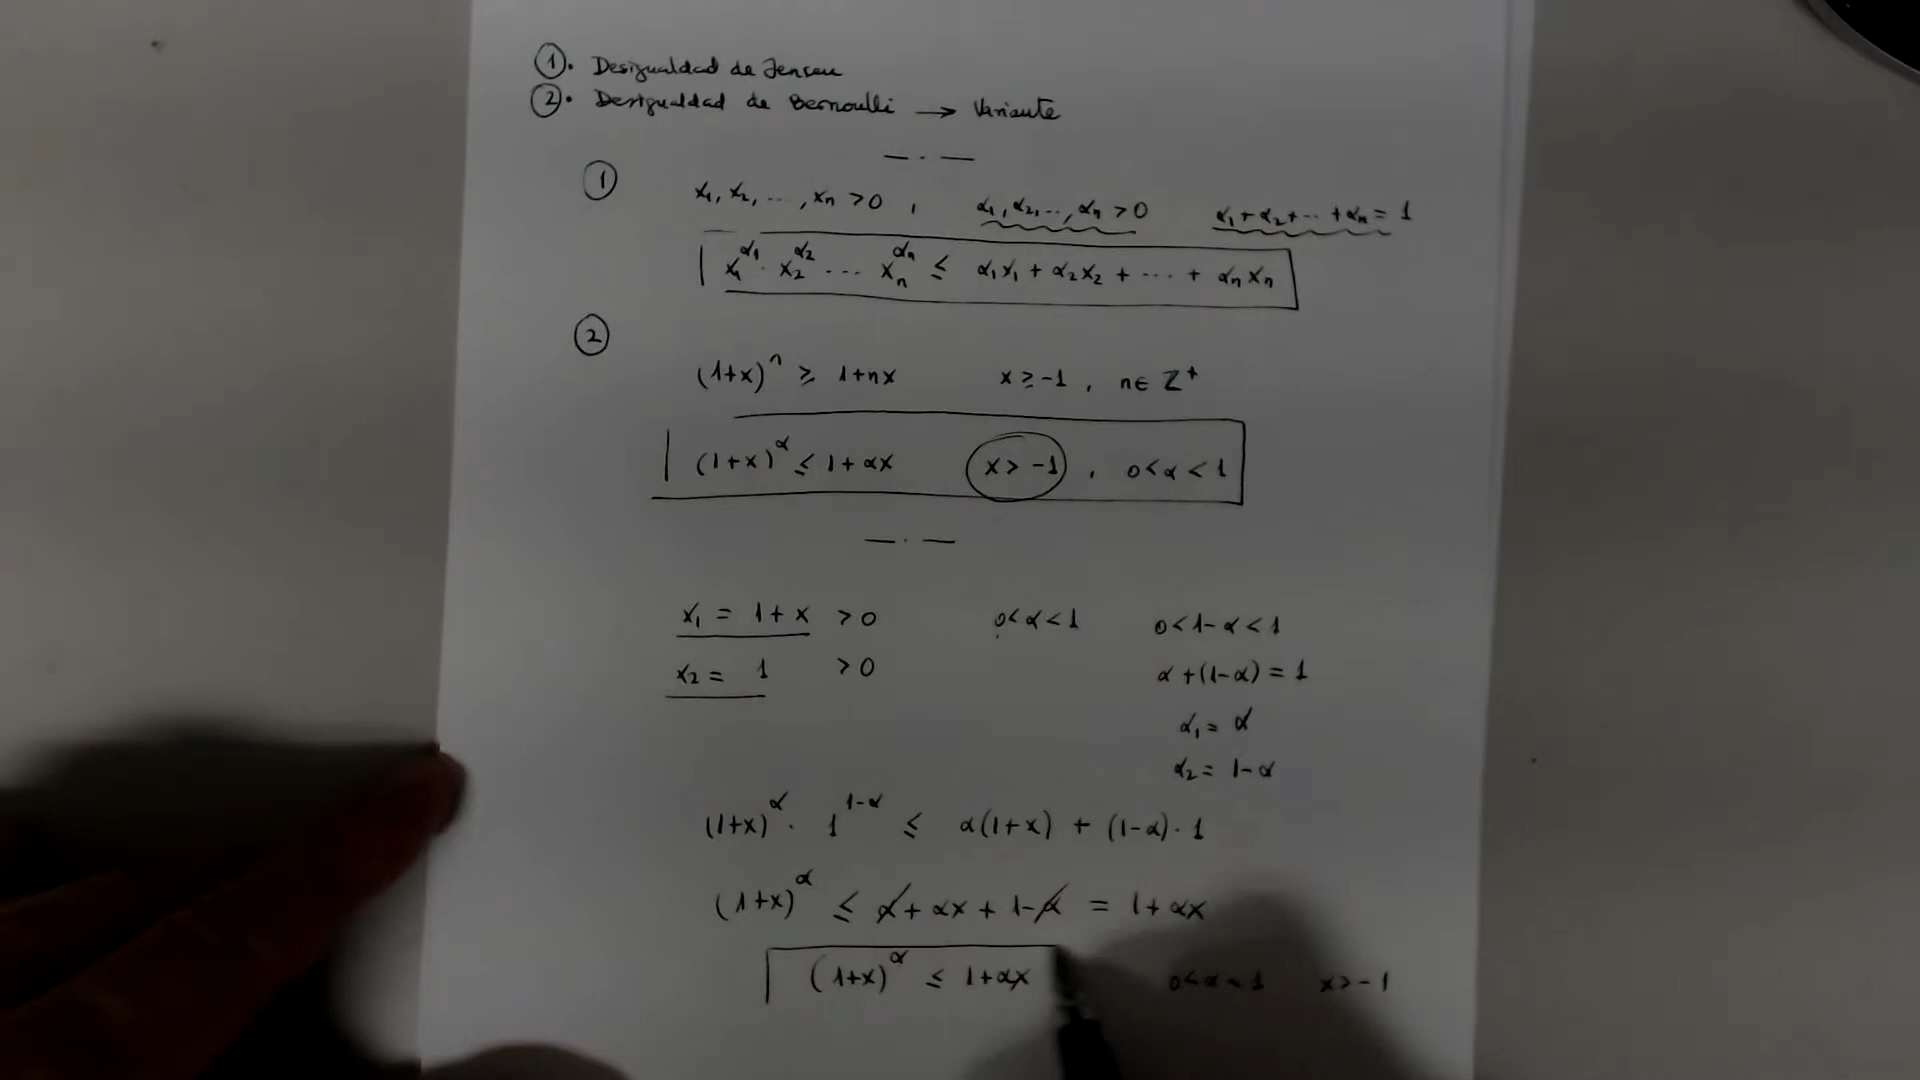 ①. Desigualdad de Jensen
②. Desigualdad de Bernoulli → Variante
— . —
① x₁, x₂, ..., xₙ > 0 , α₁, α₂, ..., αₙ > 0 α₁ + α₂ + ... + αₙ = 1
x₁^α₁ · x₂^α₂ ... xₙ^αₙ ≤ α₁x₁ + α₂x₂ + ... + αₙxₙ
②
(1+x)^n ≥ 1+nx x ≥ -1 , n ∈ Z⁺
(1+x)^α ≤ 1+αx x > -1 , 0 < α < 1
— . —
x₁ = 1+x > 0 0 < α < 1 0 < 1-α < 1
x₂ = 1 > 0 α + (1-α) = 1
α₁ = α
α₂ = 1-α
(1+x)^α · 1^(1-α) ≤ α(1+x) + (1-α) · 1
(1+x)^α ≤ α + αx + 1 - α = 1 + αx
(1+x)^α ≤ 1+αx 0 < α < 1 x > -1